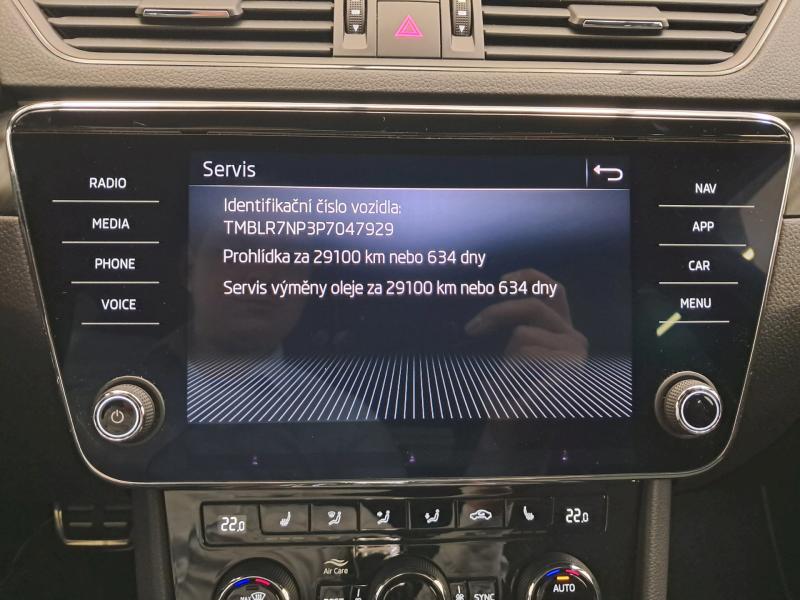 Servis
Identifikační číslo vozidla:
TMBLR7NP3P7047929
Prohlídka za 29100 km nebo 634 dny
Servis výměny oleje za 29100 km nebo 634 dny
RADIO
MEDIA
PHONE
VOICE
NAV
APP
CAR
MENU
22.0
22.0
Air Care
MAX
SYNC
AUTO